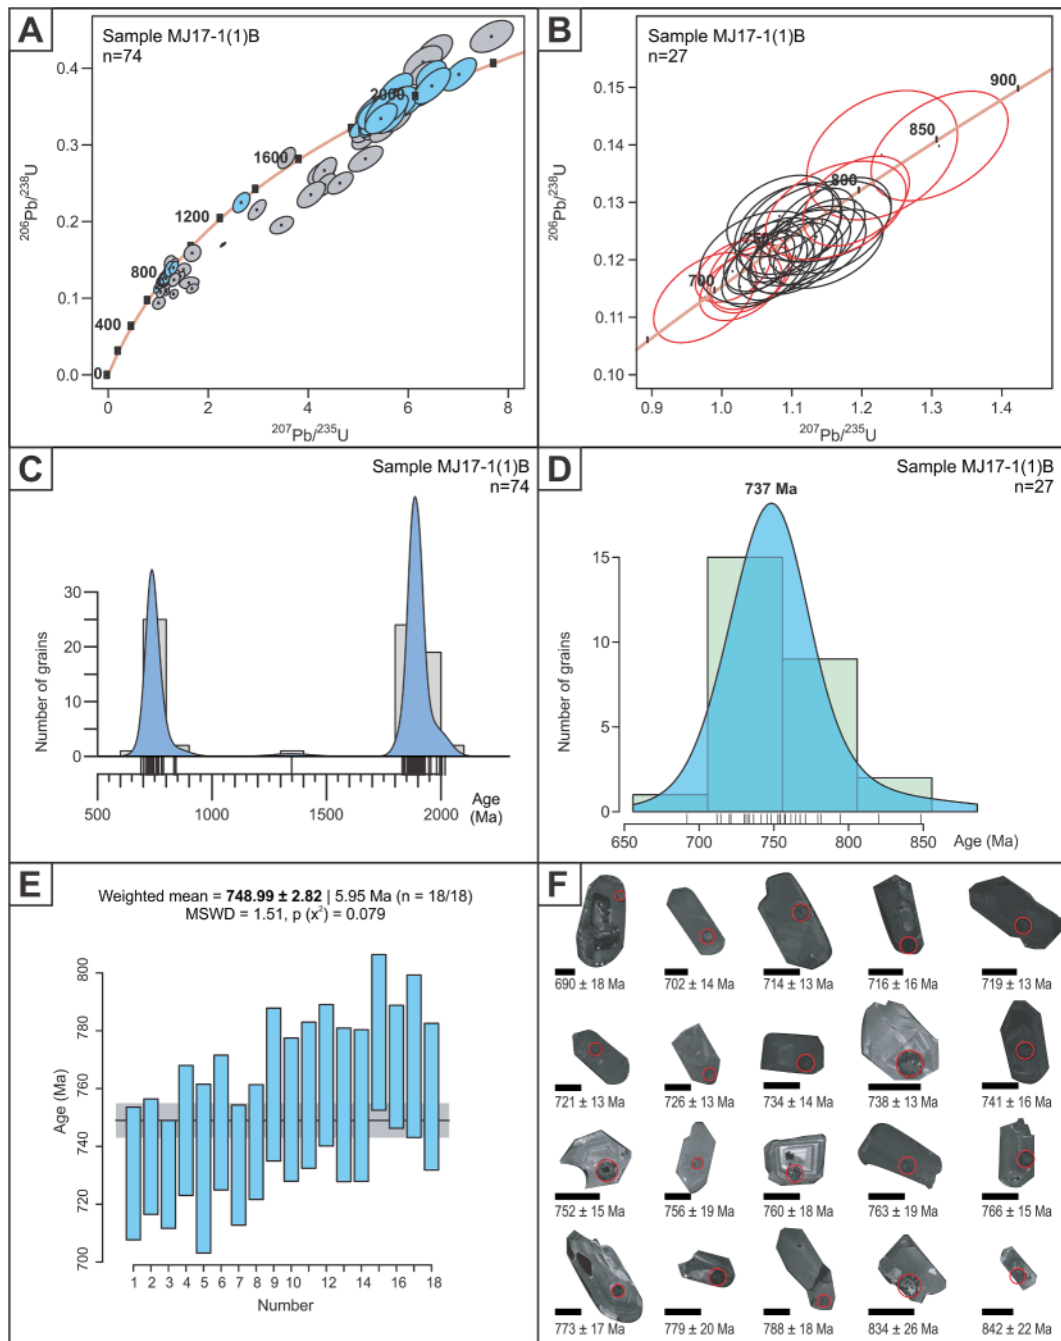 A
Sample MJ17-1(1)B
n=74
206Pb/238U
0.4
0.3
0.2
0.1
0.0
2000
1600
1200
800
400
0
0 2 4 6 8
207Pb/235U
B
Sample MJ17-1(1)B
n=27
206Pb/238U
0.15
0.14
0.13
0.12
0.11
0.10
900
850
800
700
0.9 1.0 1.1 1.2 1.3 1.4
207Pb/235U
C
Sample MJ17-1(1)B
n=74
Number of grains
30
20
10
0
500 1000 1500 2000
Age
(Ma)
D
Sample MJ17-1(1)B
n=27
737 Ma
Number of grains
15
10
5
0
650 700 750 800 850 Age (Ma)
E
Weighted mean = 748.99 ± 2.82 | 5.95 Ma (n = 18/18)
MSWD = 1.51, p (x²) = 0.079
Age (Ma)
800
780
760
740
720
700
1 2 3 4 5 6 7 8 9 10 12 14 16 18
Number
F
690 ± 18 Ma 702 ± 14 Ma 714 ± 13 Ma 716 ± 16 Ma 719 ± 13 Ma
721 ± 13 Ma 726 ± 13 Ma 734 ± 14 Ma 738 ± 13 Ma 741 ± 16 Ma
752 ± 15 Ma 756 ± 19 Ma 760 ± 18 Ma 763 ± 19 Ma 766 ± 15 Ma
773 ± 17 Ma 779 ± 20 Ma 788 ± 18 Ma 834 ± 26 Ma 842 ± 22 Ma